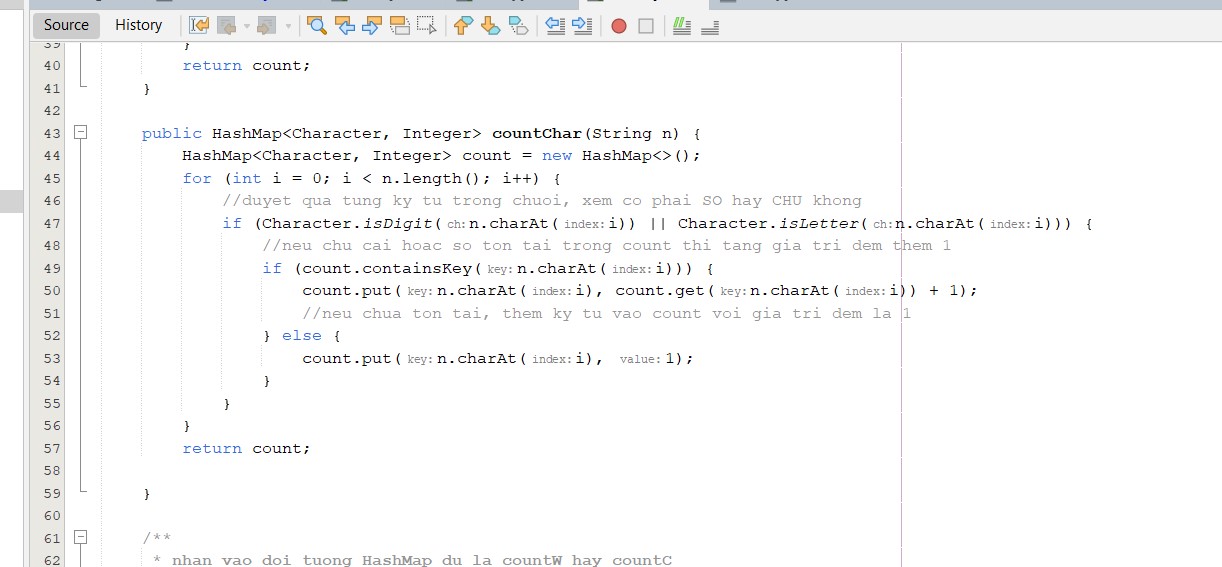 Source History
39 }
40 return count;
41 }
42
43 public HashMap<Character, Integer> countChar(String n) {
44 HashMap<Character, Integer> count = new HashMap<>();
45 for (int i = 0; i < n.length(); i++) {
46 //duyet qua tung ky tu trong chuoi, xem co phai SO hay CHU khong
47 if (Character.isDigit( ch: n.charAt( index: i)) || Character.isLetter( ch: n.charAt( index: i))) {
48 //neu chu cai hoac so ton tai trong count thi tang gia tri dem them 1
49 if (count.containsKey( key: n.charAt( index: i))) {
50 count.put( key: n.charAt( index: i), count.get( key: n.charAt( index: i)) + 1);
51 //neu chua ton tai, them ky tu vao count voi gia tri dem la 1
52 } else {
53 count.put( key: n.charAt( index: i), value: 1);
54 }
55 }
56 }
57 return count;
58
59 }
60
61 /**
62 * nhan vao doi tuong HashMap du la countW hay countC